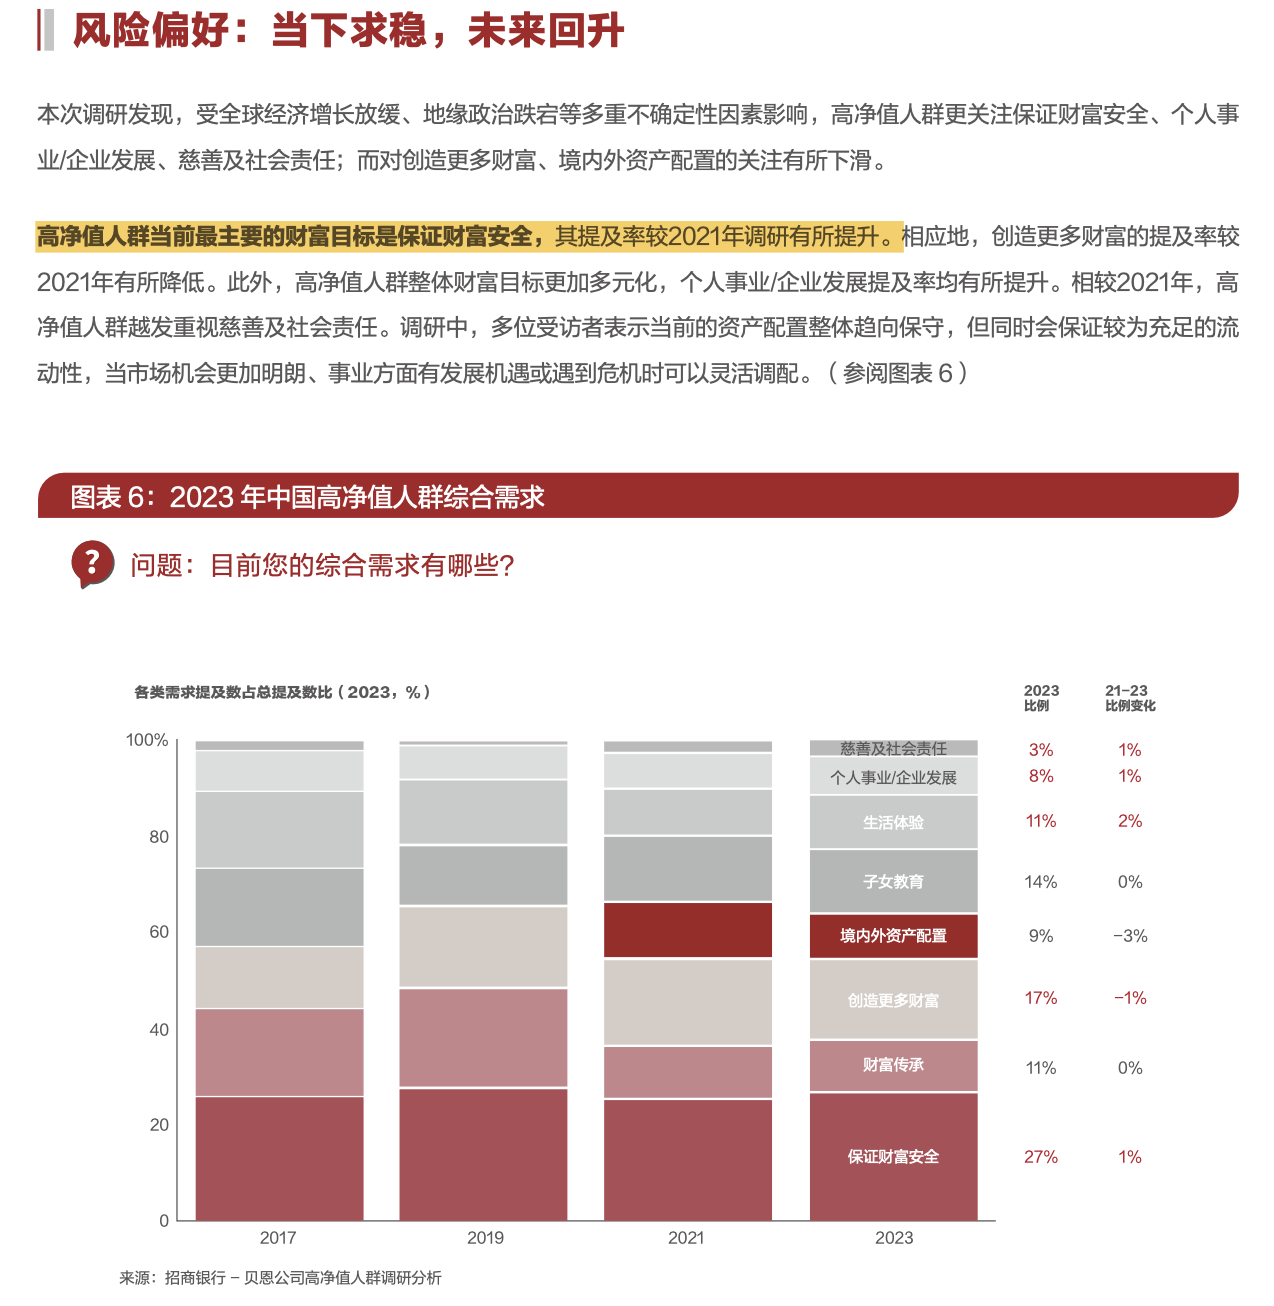 风险偏好：当下求稳，未来回升
本次调研发现，受全球经济增长放缓、地缘政治跌宕等多重不确定性因素影响，高净值人群更关注保证财富安全、个人事
业/企业发展、慈善及社会责任；而对创造更多财富、境内外资产配置的关注有所下滑。
高净值人群当前最主要的财富目标是保证财富安全，其提及率较2021年调研有所提升。相应地，创造更多财富的提及率较
2021年有所降低。此外，高净值人群整体财富目标更加多元化，个人事业/企业发展提及率均有所提升。相较2021年，高
净值人群越发重视慈善及社会责任。调研中，多位受访者表示当前的资产配置整体趋向保守，但同时会保证较为充足的流
动性，当市场机会更加明朗、事业方面有发展机遇或遇到危机时可以灵活调配。（参阅图表 6）
图表 6：2023 年中国高净值人群综合需求
? 问题：目前您的综合需求有哪些?
各类需求提及数占总提及数比（2023，%）
2023 21-23
比例 比例变化
100% 慈善及社会责任 3% 1%
个人事业/企业发展 8% 1%
生活体验 11% 2%
80
子女教育 14% 0%
60 境内外资产配置 9% -3%
创造更多财富 17% -1%
40
财富传承 11% 0%
20
保证财富安全 27% 1%
0
2017 2019 2021 2023
来源：招商银行 – 贝恩公司高净值人群调研分析